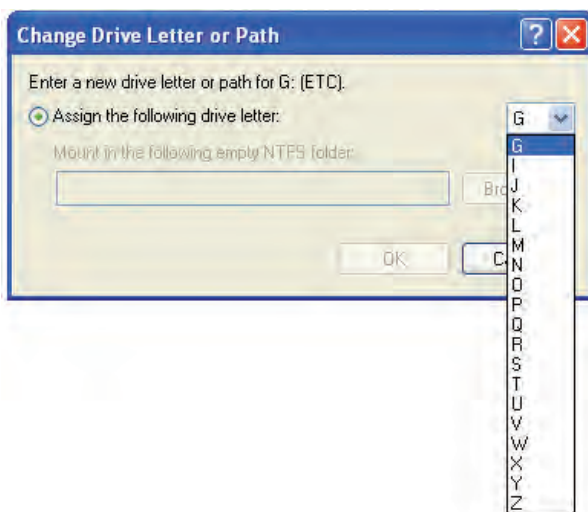 Change Drive Letter or Path
Enter a new drive letter or path for G: (ETC).
Assign the following drive letter:
G
Mount in the following empty NTFS folder:
G
I
J
K
L
M
N
O
P
Q
R
S
T
U
V
W
X
Y
Z
OK